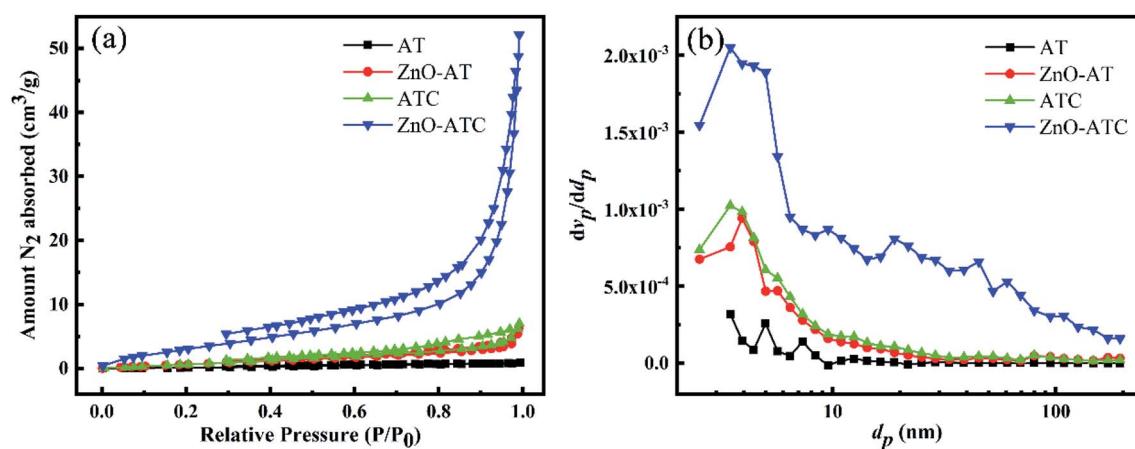 (a)
AT
ZnO-AT
ATC
ZnO-ATC
Amount N₂ absorbed (cm³/g)
50
40
30
20
10
0
0.0 0.2 0.4 0.6 0.8 1.0
Relative Pressure (P/P₀)
(b)
AT
ZnO-AT
ATC
ZnO-ATC
dvₚ/ddₚ
2.0x10⁻³
1.5x10⁻³
1.0x10⁻³
5.0x10⁻⁴
0.0
10 100
dₚ (nm)